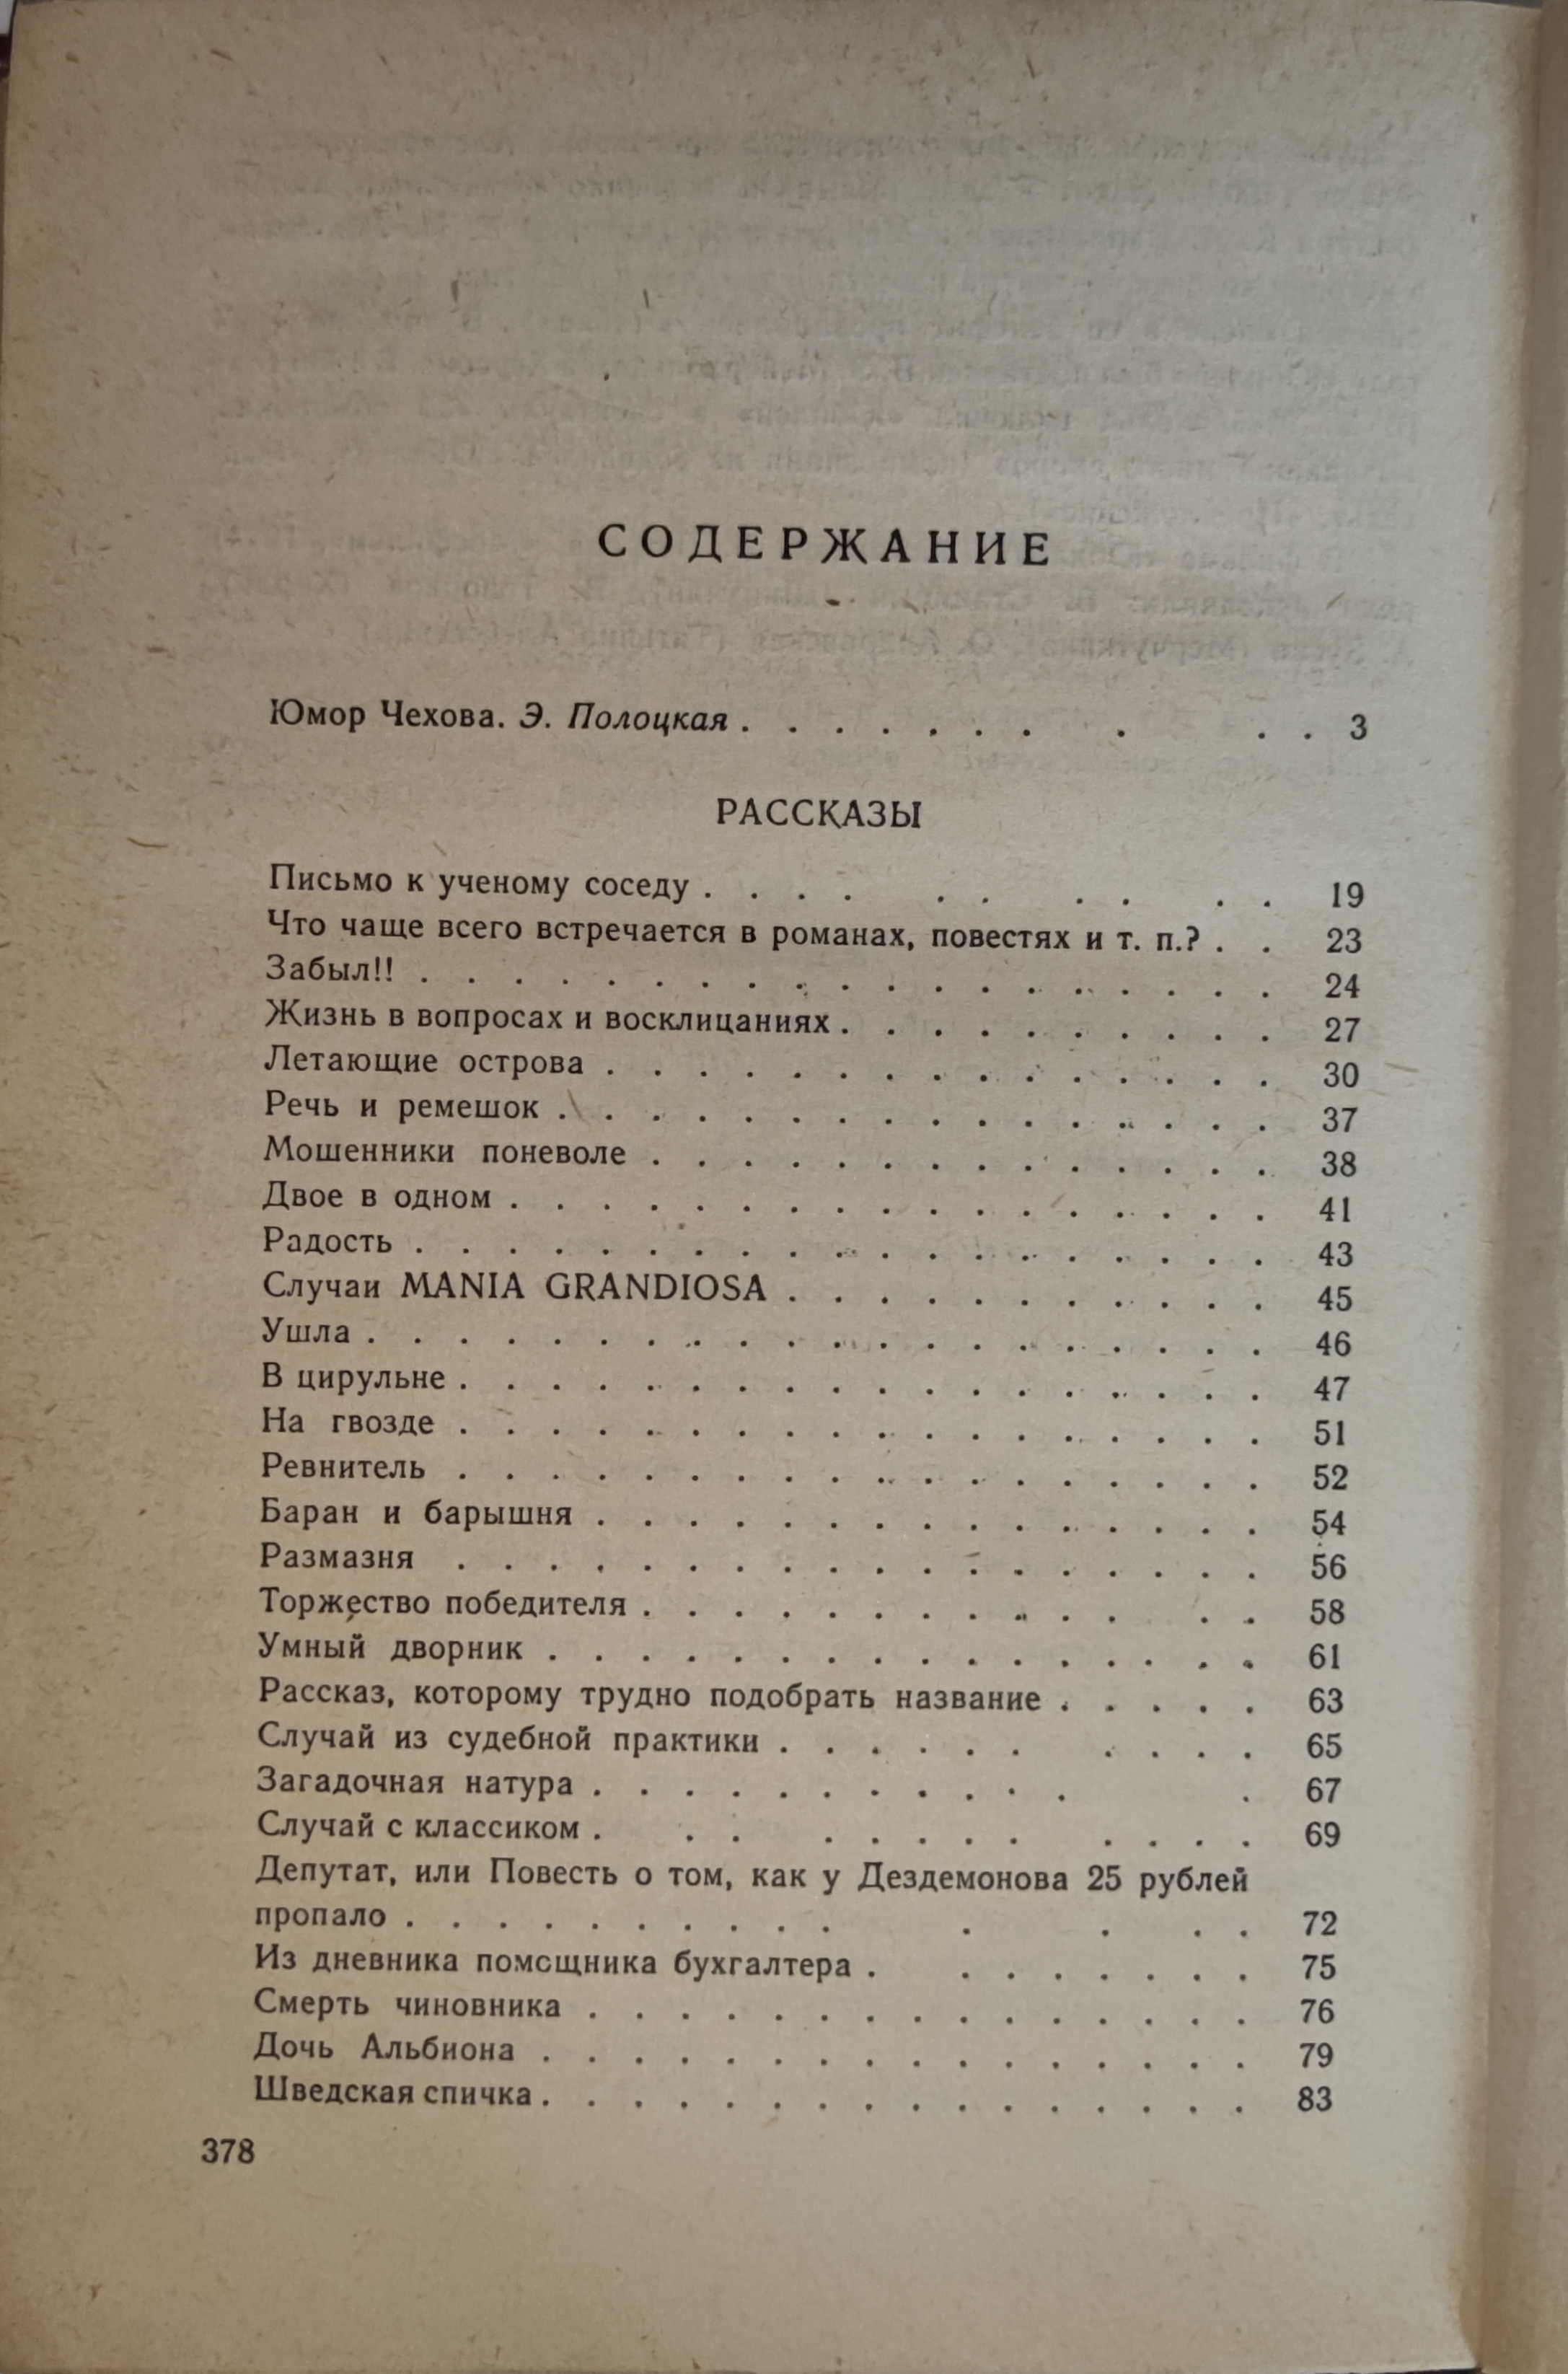 СОДЕРЖАНИЕ
Юмор Чехова. Э. Полоцкая . . . . . . . . . . 3
РАССКАЗЫ
Письмо к ученому соседу . . . . . . . . . . 19
Что чаще всего встречается в романах, повестях и т. п.? . . 23
Забыл!! . . . . . . . . . . . . . . . . . . . 24
Жизнь в вопросах и восклицаниях . . . . . . . . . . 27
Летающие острова . . . . . . . . . . . . . . . 30
Речь и ремешок . . . . . . . . . . . . . . . . 37
Мошенники поневоле . . . . . . . . . . . . . . 38
Двое в одном . . . . . . . . . . . . . . . . . 41
Радость . . . . . . . . . . . . . . . . . . . 43
Случаи MANIA GRANDIOSA . . . . . . . . . . . 45
Ушла . . . . . . . . . . . . . . . . . . . . 46
В цирульне . . . . . . . . . . . . . . . . . . 47
На гвозде . . . . . . . . . . . . . . . . . . 51
Ревнитель . . . . . . . . . . . . . . . . . . 52
Баран и барышня . . . . . . . . . . . . . . . 54
Размазня . . . . . . . . . . . . . . . . . . 56
Торжество победителя . . . . . . . . . . . . . 58
Умный дворник . . . . . . . . . . . . . . . . 61
Рассказ, которому трудно подобрать название . . . . . 63
Случай из судебной практики . . . . . . . . . . 65
Загадочная натура . . . . . . . . . . . . 67
Случай с классиком . . . . . . . . . . . . 69
Депутат, или Повесть о том, как у Дездемонова 25 рублей
пропало . . . . . . . . . . . . . . 72
Из дневника помощника бухгалтера . . . . . . . . 75
Смерть чиновника . . . . . . . . . . . . . . . 76
Дочь Альбиона . . . . . . . . . . . . . . . . 79
Шведская спичка . . . . . . . . . . . . . . . . 83
378